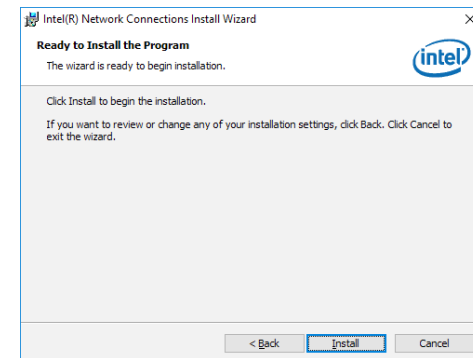 Intel(R) Network Connections Install Wizard
Ready to Install the Program
The wizard is ready to begin installation.
intel
Click Install to begin the installation.
If you want to review or change any of your installation settings, click Back. Click Cancel to
exit the wizard.
< Back
Install
Cancel